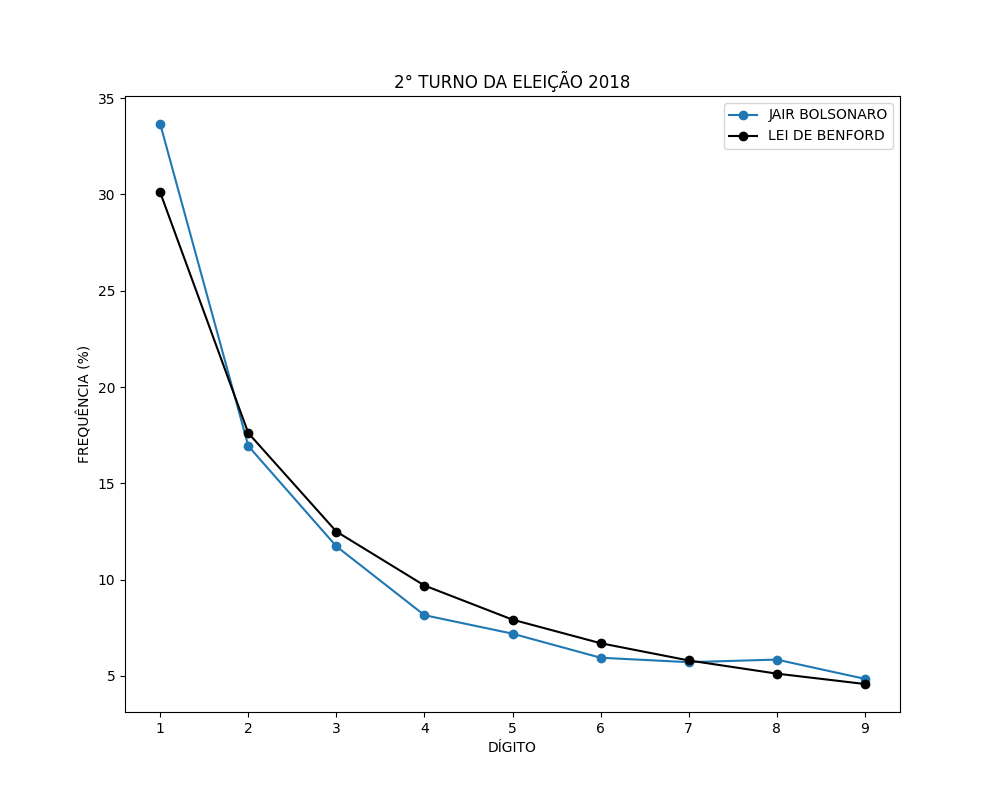 2° TURNO DA ELEIÇÃO 2018
JAIR BOLSONARO
LEI DE BENFORD
35
30
25
20
15
10
5
FREQUÊNCIA (%)
1 2 3 4 5 6 7 8 9
DÍGITO